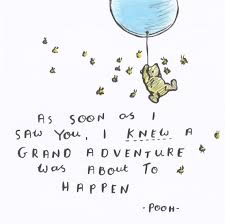 AS SOON AS I
SAW YOU, I KNEW A
GRAND ADVENTURE
WAS ABOUT TO
HAPPEN
-POOH-